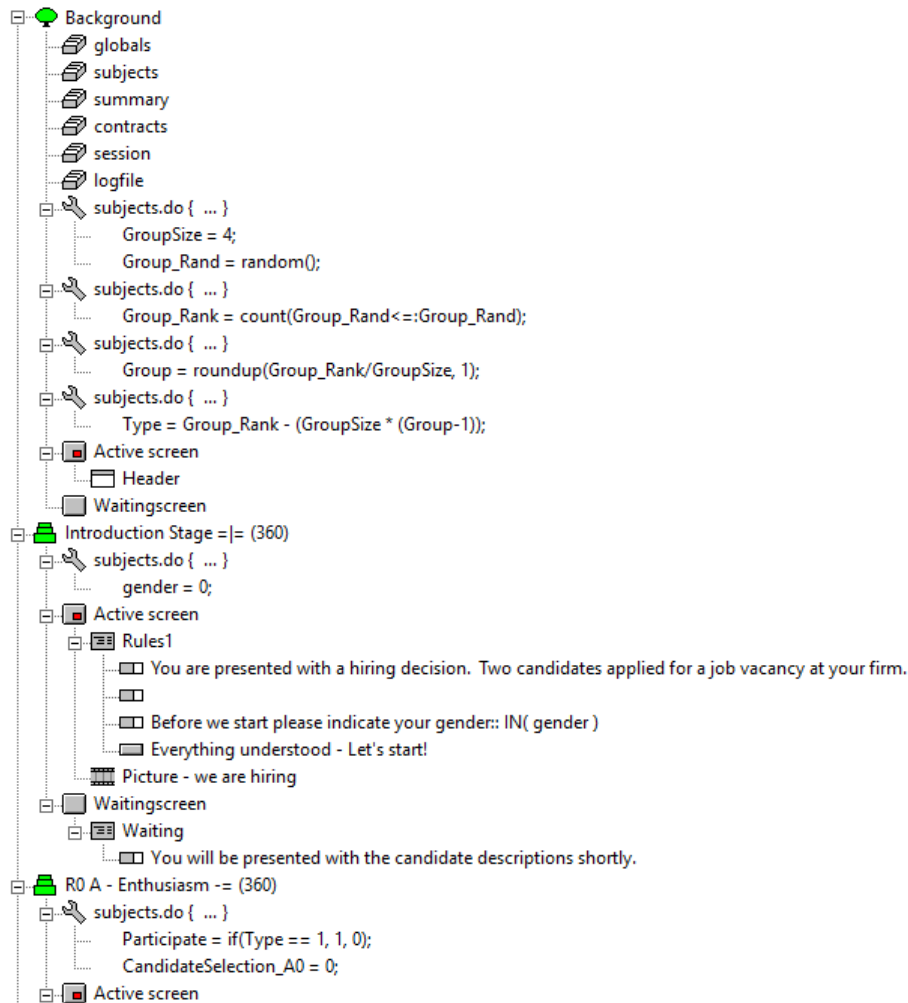 Background
globals
subjects
summary
contracts
session
logfile
subjects.do { ... }
GroupSize = 4;
Group_Rand = random();
subjects.do { ... }
Group_Rank = count(Group_Rand<=:Group_Rand);
subjects.do { ... }
Group = roundup(Group_Rank/GroupSize, 1);
subjects.do { ... }
Type = Group_Rank - (GroupSize * (Group-1));
Active screen
Header
Waitingscreen
Introduction Stage =|= (360)
subjects.do { ... }
gender = 0;
Active screen
Rules1
You are presented with a hiring decision.  Two candidates applied for a job vacancy at your firm.
Before we start please indicate your gender:: IN( gender )
Everything understood - Let's start!
Picture - we are hiring
Waitingscreen
Waiting
You will be presented with the candidate descriptions shortly.
R0 A - Enthusiasm -= (360)
subjects.do { ... }
Participate = if(Type == 1, 1, 0);
CandidateSelection_A0 = 0;
Active screen